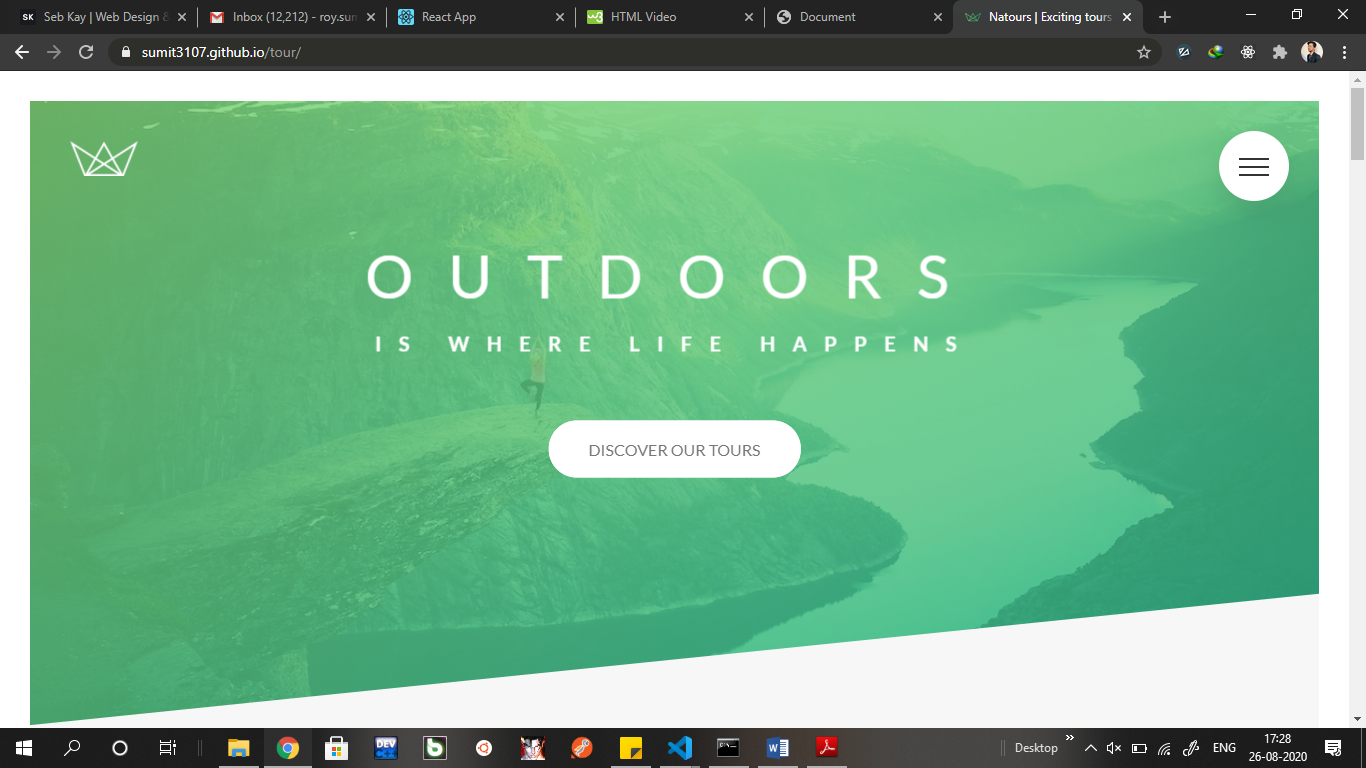 SK Seb Kay | Web Design &
Inbox (12,212) - roy.sum
React App
HTML Video
Document
Natours | Exciting tours
sumit3107.github.io/tour/
OUTDOORS
IS WHERE LIFE HAPPENS
DISCOVER OUR TOURS
DEV
C++
Desktop
ENG
17:28
26-08-2020